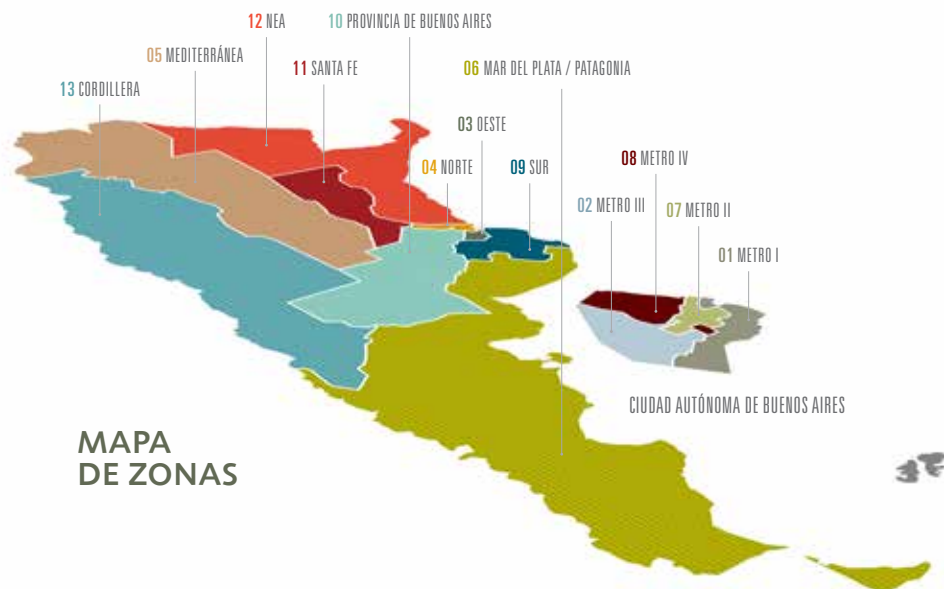 12 NEA
10 PROVINCIA DE BUENOS AIRES
05 MEDITERRÁNEA
11 SANTA FE
06 MAR DEL PLATA / PATAGONIA
13 CORDILLERA
03 OESTE
04 NORTE
09 SUR
08 METRO IV
02 METRO III
07 METRO II
01 METRO I
CIUDAD AUTÓNOMA DE BUENOS AIRES
MAPA
DE ZONAS